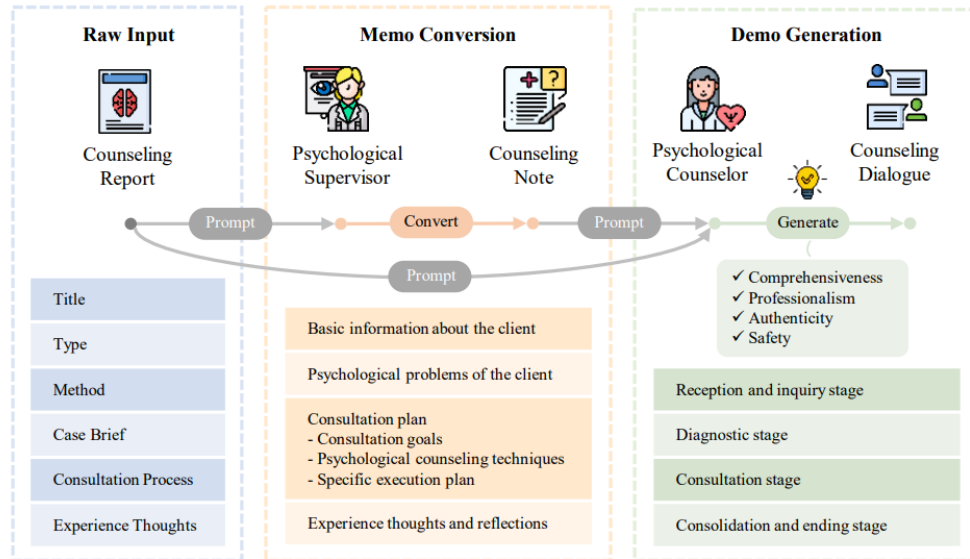 Raw Input
Memo Conversion
Demo Generation
Counseling
Report
Psychological
Supervisor
Counseling
Note
Psychological
Counselor
Counseling
Dialogue
Prompt
Convert
Prompt
Generate
Prompt
Title
Type
Method
Case Brief
Consultation Process
Experience Thoughts
Basic information about the client
Psychological problems of the client
Consultation plan
- Consultation goals
- Psychological counseling techniques
- Specific execution plan
Experience thoughts and reflections
✓ Comprehensiveness
✓ Professionalism
✓ Authenticity
✓ Safety
Reception and inquiry stage
Diagnostic stage
Consultation stage
Consolidation and ending stage